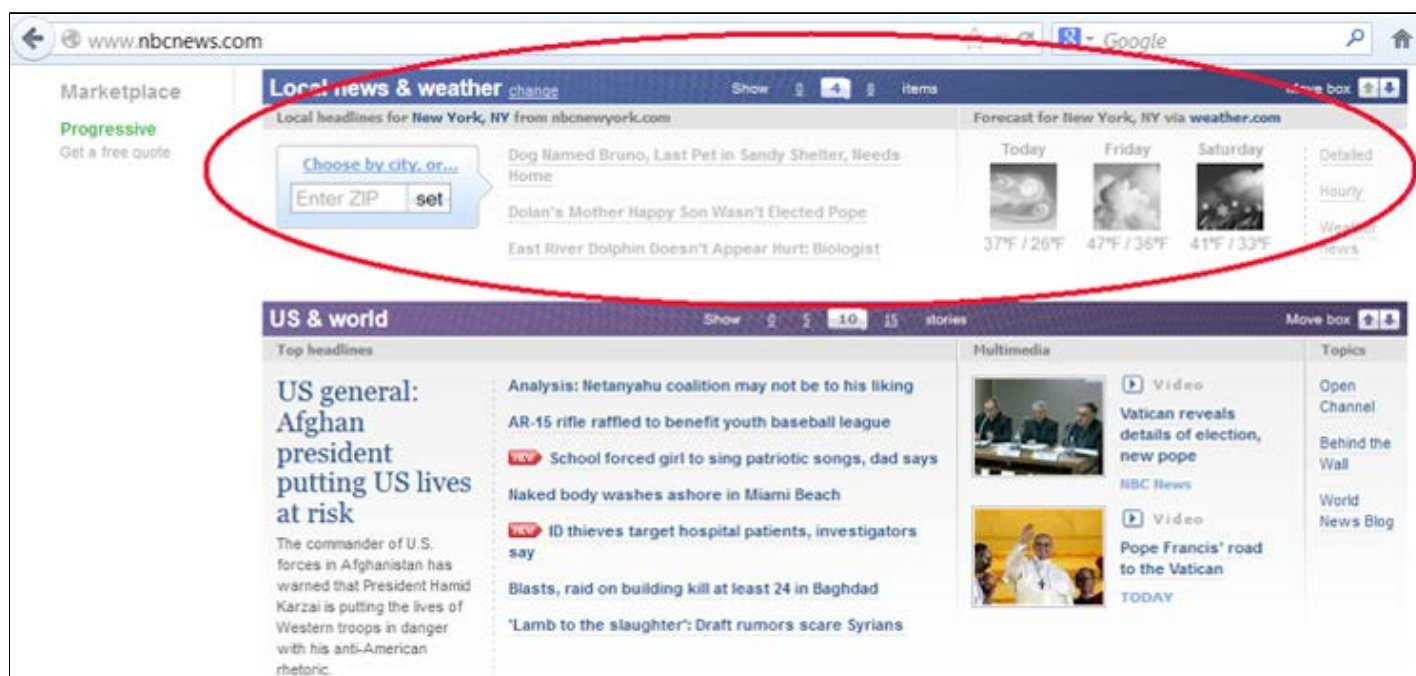 www.nbcnews.com
Google
Marketplace
Progressive
Get a free quote
Local news & weather change
Show 0 4 8 items
Move box
Local headlines for New York, NY from nbcnewyork.com
Forecast for New York, NY via weather.com
Choose by city, or...
Enter ZIP set
Dog Named Bruno, Last Pet in Sandy Shelter, Needs
Home
Dolan's Mother Happy Son Wasn't Elected Pope
East River Dolphin Doesn't Appear Hurt: Biologist
Today Friday Saturday
37°F / 26°F 47°F / 36°F 41°F / 33°F
Detailed
Hourly
Weather
news
US & world
Show 0 5 10 15 stories
Move box
Top headlines
US general:
Afghan
president
putting US lives
at risk
The commander of U.S.
forces in Afghanistan has
warned that President Hamid
Karzai is putting the lives of
Western troops in danger
with his anti-American
rhetoric.
Analysis: Netanyahu coalition may not be to his liking
AR-15 rifle raffled to benefit youth baseball league
NEW School forced girl to sing patriotic songs, dad says
Naked body washes ashore in Miami Beach
NEW ID thieves target hospital patients, investigators
say
Blasts, raid on building kill at least 24 in Baghdad
'Lamb to the slaughter': Draft rumors scare Syrians
Multimedia
Video
Vatican reveals
details of election,
new pope
NBC News
Video
Pope Francis' road
to the Vatican
TODAY
Topics
Open
Channel
Behind the
Wall
World
News Blog